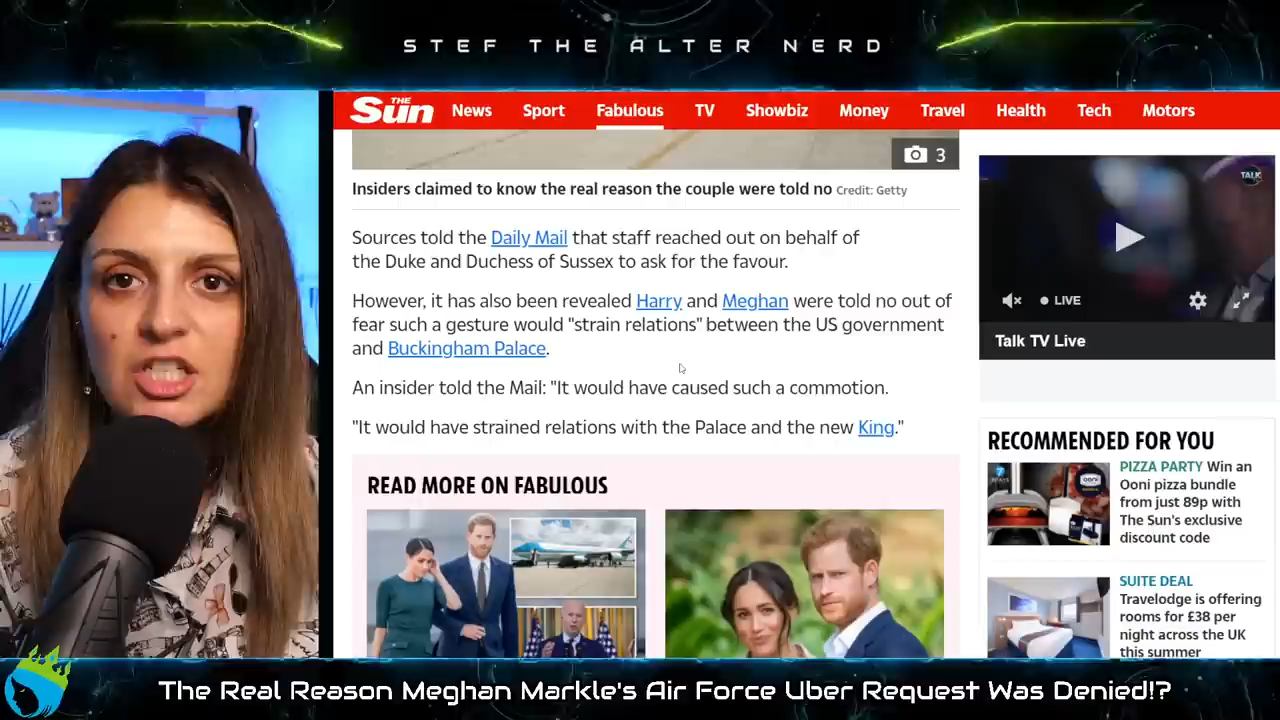 STEF THE ALTER NERD
THE Sun News Sport Fabulous TV Showbiz Money Travel Health Tech Motors
3
Insiders claimed to know the real reason the couple were told no Credit: Getty
Sources told the Daily Mail that staff reached out on behalf of
the Duke and Duchess of Sussex to ask for the favour.
However, it has also been revealed Harry and Meghan were told no out of
fear such a gesture would "strain relations" between the US government
and Buckingham Palace.
An insider told the Mail: "It would have caused such a commotion.
"It would have strained relations with the Palace and the new King."
READ MORE ON FABULOUS
TALK
LIVE
Talk TV Live
RECOMMENDED FOR YOU
PIZZA PARTY Win an
Ooni pizza bundle
from just 89p with
The Sun's exclusive
discount code
SUITE DEAL
Travelodge is offering
rooms for £38 per
night across the UK
this summer
The Real Reason Meghan Markle's Air Force Uber Request Was Denied!?